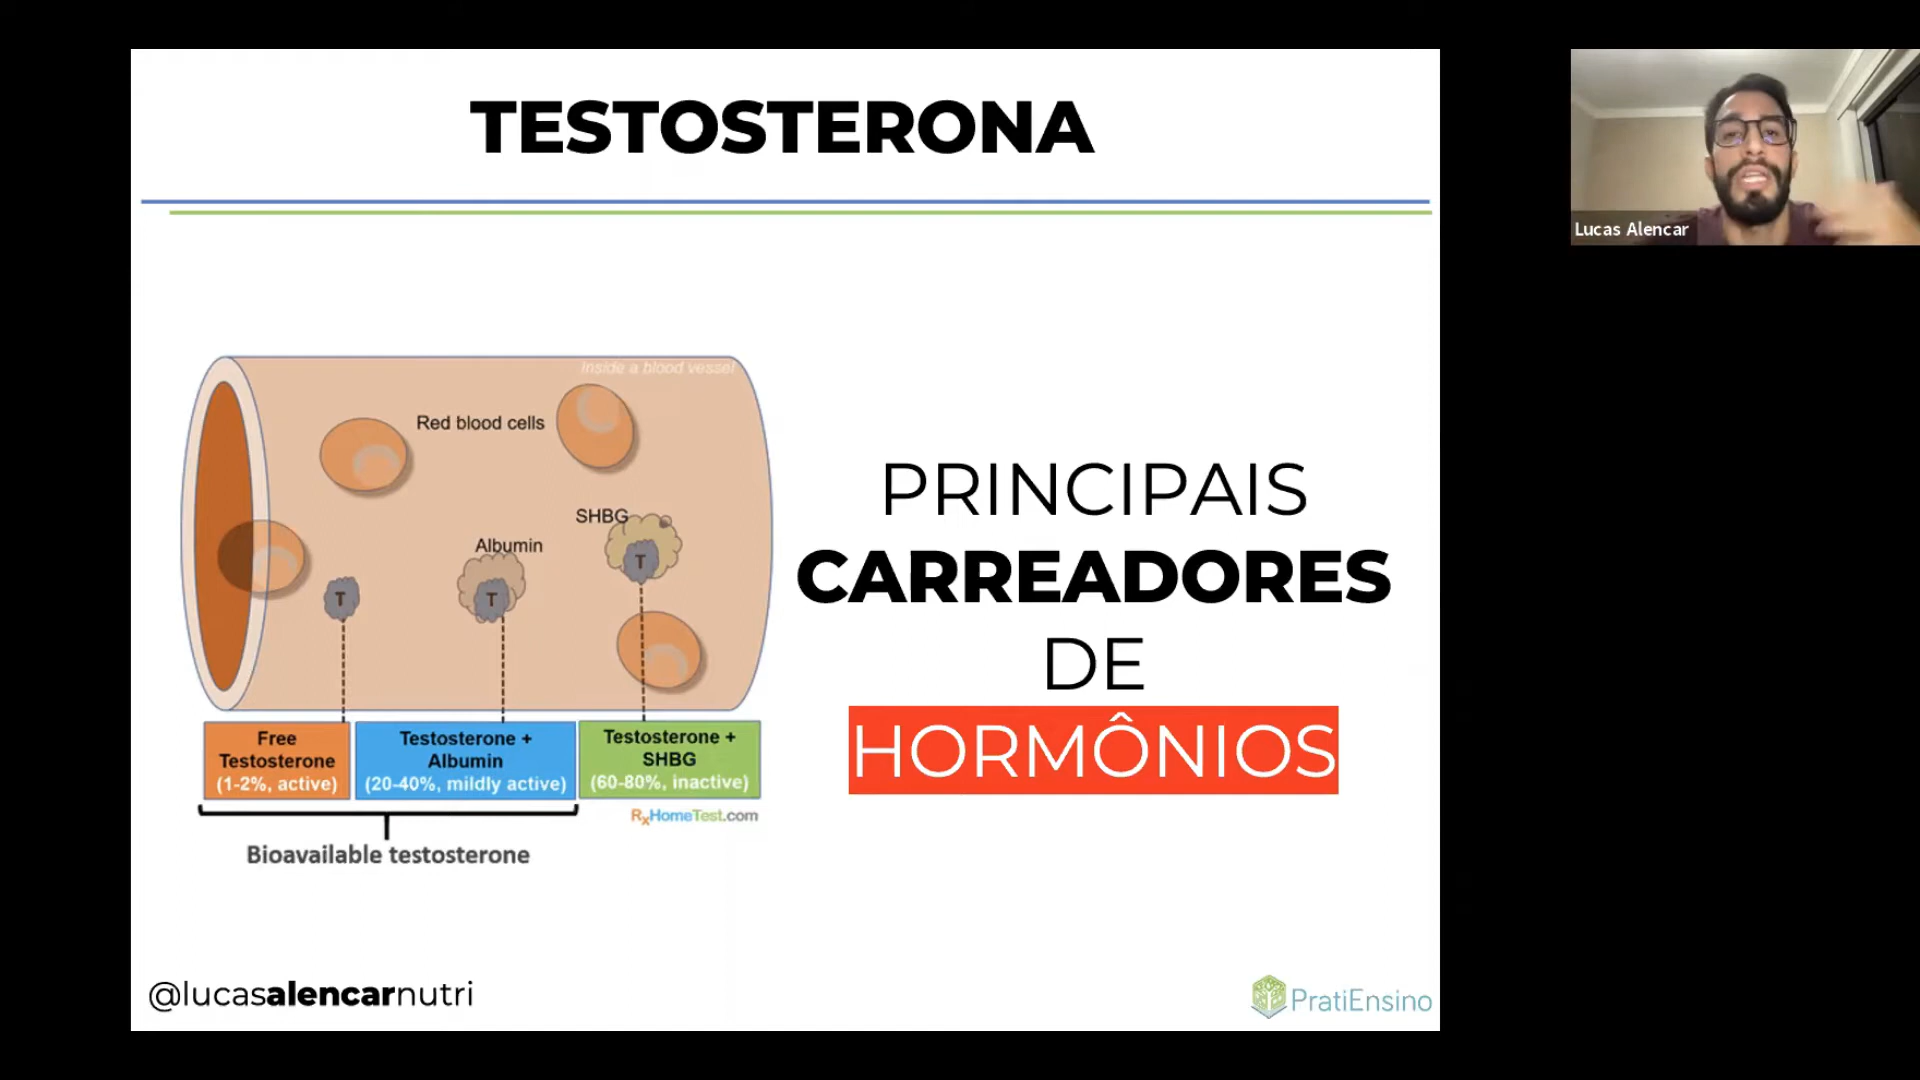 TESTOSTERONA
Lucas Alencar
Inside a blood vessel
Red blood cells
SHBG
Albumin
T
T
T
Free
Testosterone
(1-2%, active)
Testosterone +
Albumin
(20-40%, mildly active)
Testosterone +
SHBG
(60-80%, inactive)
RxHomeTest.com
Bioavailable testosterone
PRINCIPAIS
CARREADORES
DE
HORMÔNIOS
@lucasalencarnutri
PratiEnsino